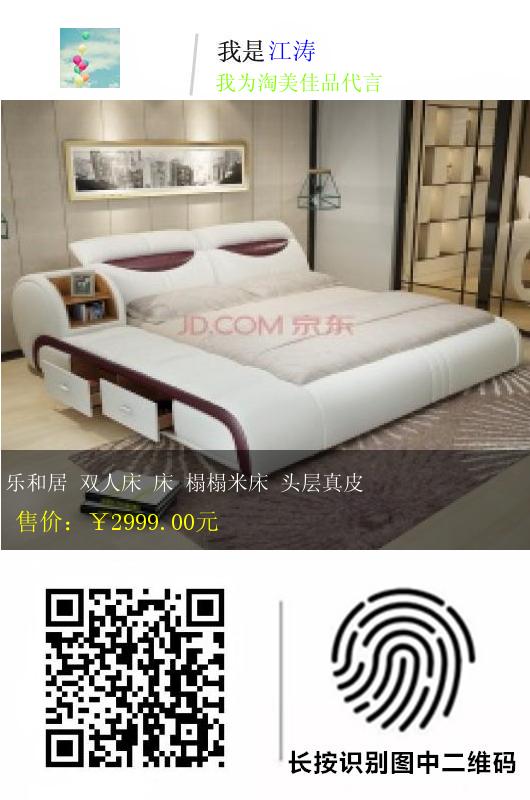 我是江涛
我为淘美佳品代言
JD.COM 京东
乐和居 双人床 床 榻榻米床 头层真皮
售价：￥2999.00元
长按识别图中二维码